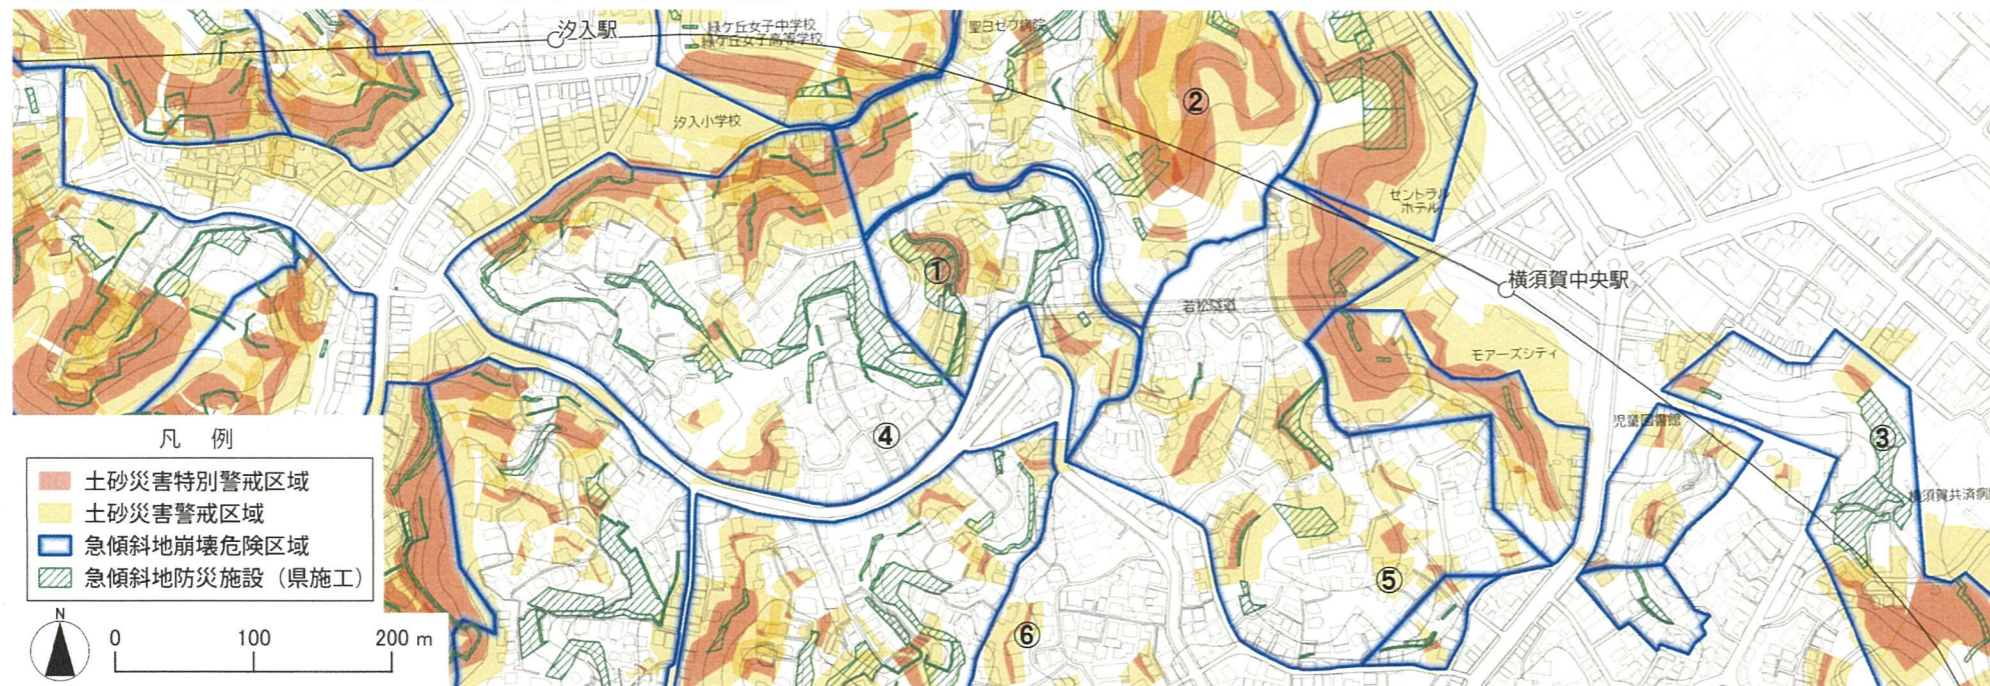 汐入駅
緑ケ丘女子中学校
緑ケ丘女子高等学校
聖ヨゼフ病院
②
汐入小学校
セントラル
ホテル
①
横須賀中央駅
若松隧道
モアーズシティ
児童図書館
④
③
横須賀共済病
⑤
⑥
凡 例
土砂災害特別警戒区域
土砂災害警戒区域
急傾斜地崩壊危険区域
急傾斜地防災施設（県施工）
N
0 100 200 m